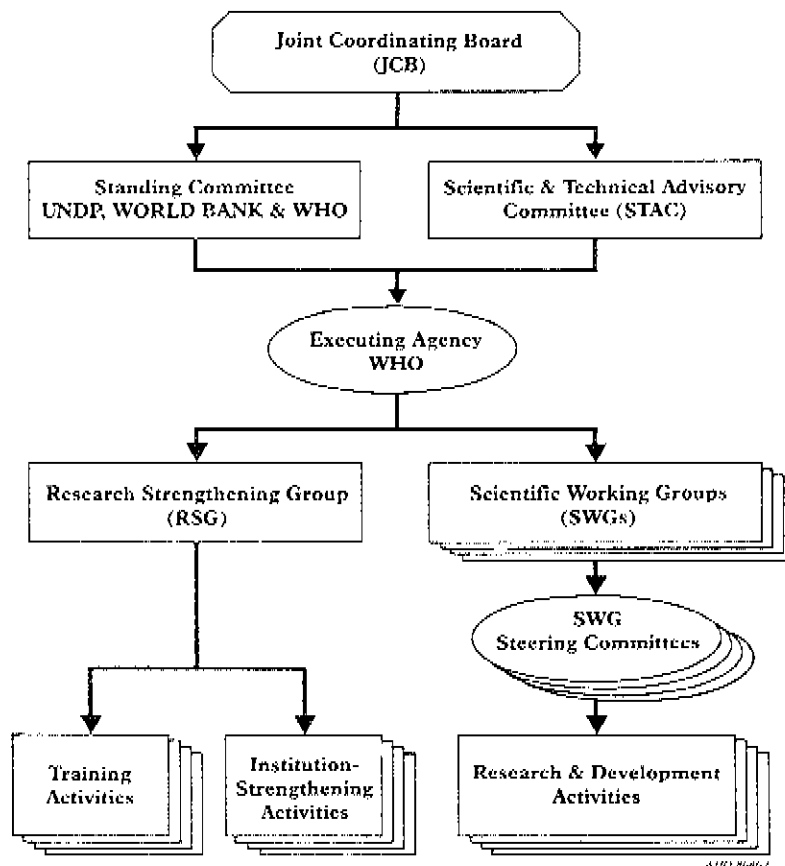 Joint Coordinating Board
(JCB)
Standing Committee
UNDP, WORLD BANK & WHO
Scientific & Technical Advisory
Committee (STAC)
Executing Agency
WHO
Research Strengthening Group
(RSG)
Scientific Working Groups
(SWGs)
SWG
Steering Committees
Training
Activities
Institution-
Strengthening
Activities
Research & Development
Activities